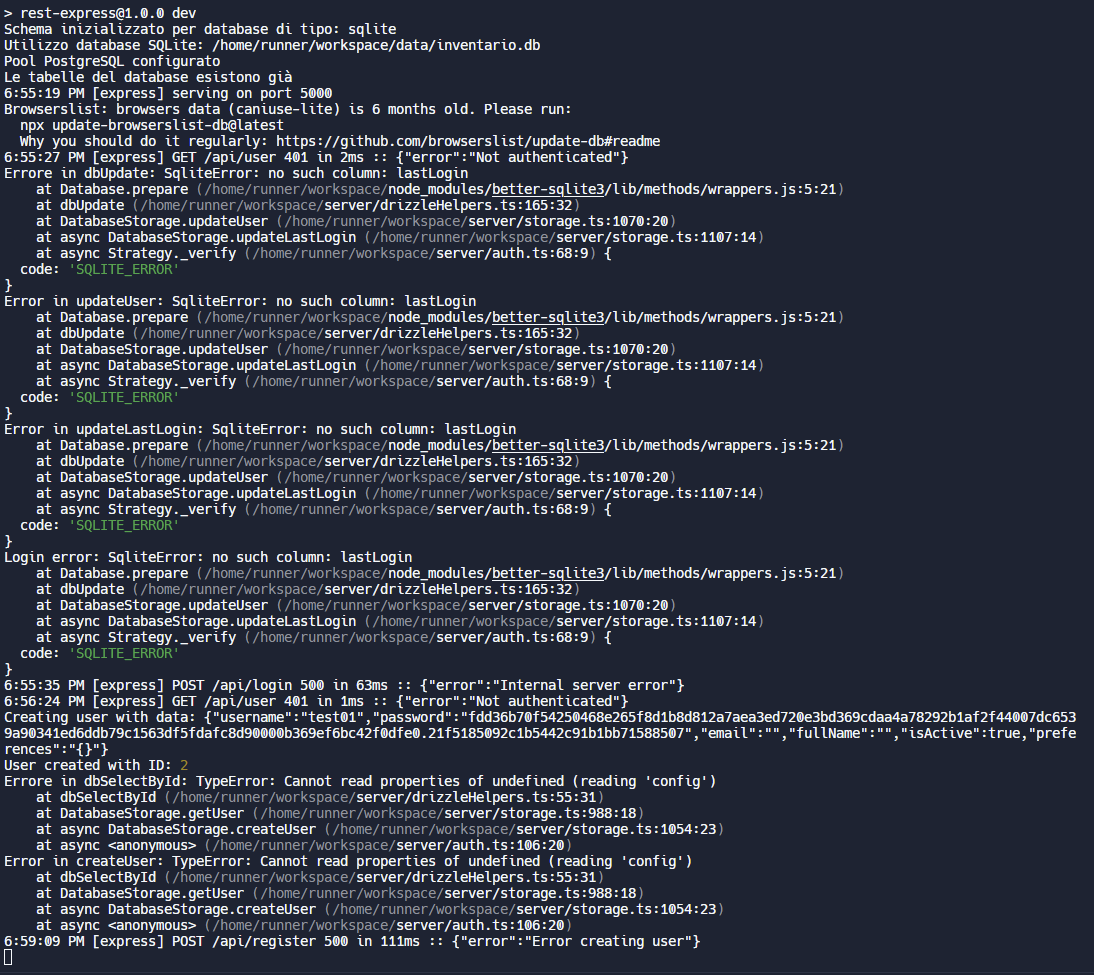 > rest-express@1.0.0 dev
Schema inizializzato per database di tipo: sqlite
Utilizzo database SQLite: /home/runner/workspace/data/inventario.db
Pool PostgreSQL configurato
Le tabelle del database esistono già
6:55:19 PM [express] serving on port 5000
Browserslist: browsers data (caniuse-lite) is 6 months old. Please run:
  npx update-browserslist-db@latest
  Why you should do it regularly: https://github.com/browserslist/update-db#readme
6:55:27 PM [express] GET /api/user 401 in 2ms :: {"error":"Not authenticated"}
Errore in dbUpdate: SqliteError: no such column: lastLogin
    at Database.prepare (/home/runner/workspace/node_modules/better-sqlite3/lib/methods/wrappers.js:5:21)
    at dbUpdate (/home/runner/workspace/server/drizzleHelpers.ts:165:32)
    at DatabaseStorage.updateUser (/home/runner/workspace/server/storage.ts:1070:20)
    at async DatabaseStorage.updateLastLogin (/home/runner/workspace/server/storage.ts:1107:14)
    at async Strategy._verify (/home/runner/workspace/server/auth.ts:68:9) {
  code: 'SQLITE_ERROR'
}
Error in updateUser: SqliteError: no such column: lastLogin
    at Database.prepare (/home/runner/workspace/node_modules/better-sqlite3/lib/methods/wrappers.js:5:21)
    at dbUpdate (/home/runner/workspace/server/drizzleHelpers.ts:165:32)
    at DatabaseStorage.updateUser (/home/runner/workspace/server/storage.ts:1070:20)
    at async DatabaseStorage.updateLastLogin (/home/runner/workspace/server/storage.ts:1107:14)
    at async Strategy._verify (/home/runner/workspace/server/auth.ts:68:9) {
  code: 'SQLITE_ERROR'
}
Error in updateLastLogin: SqliteError: no such column: lastLogin
    at Database.prepare (/home/runner/workspace/node_modules/better-sqlite3/lib/methods/wrappers.js:5:21)
    at dbUpdate (/home/runner/workspace/server/drizzleHelpers.ts:165:32)
    at DatabaseStorage.updateUser (/home/runner/workspace/server/storage.ts:1070:20)
    at async DatabaseStorage.updateLastLogin (/home/runner/workspace/server/storage.ts:1107:14)
    at async Strategy._verify (/home/runner/workspace/server/auth.ts:68:9) {
  code: 'SQLITE_ERROR'
}
Login error: SqliteError: no such column: lastLogin
    at Database.prepare (/home/runner/workspace/node_modules/better-sqlite3/lib/methods/wrappers.js:5:21)
    at dbUpdate (/home/runner/workspace/server/drizzleHelpers.ts:165:32)
    at DatabaseStorage.updateUser (/home/runner/workspace/server/storage.ts:1070:20)
    at async DatabaseStorage.updateLastLogin (/home/runner/workspace/server/storage.ts:1107:14)
    at async Strategy._verify (/home/runner/workspace/server/auth.ts:68:9) {
  code: 'SQLITE_ERROR'
}
6:55:35 PM [express] POST /api/login 500 in 63ms :: {"error":"Internal server error"}
6:56:24 PM [express] GET /api/user 401 in 1ms :: {"error":"Not authenticated"}
Creating user with data: {"username":"test01","password":"fdd36b70f54250468e265f8d1b8d812a7aea3ed720e3bd369cdaa4a78292b1af2f44007dc653
9a90341ed6ddb79c1563df5fdafc8d90000b369ef6bc42f0dfe0.21f5185092c1b5442c91b1bb71588507","email":"","fullName":"","isActive":true,"prefe
rences":"{}"}
User created with ID: 2
Errore in dbSelectById: TypeError: Cannot read properties of undefined (reading 'config')
    at dbSelectById (/home/runner/workspace/server/drizzleHelpers.ts:55:31)
    at DatabaseStorage.getUser (/home/runner/workspace/server/storage.ts:988:18)
    at async DatabaseStorage.createUser (/home/runner/workspace/server/storage.ts:1054:23)
    at async <anonymous> (/home/runner/workspace/server/auth.ts:106:20)
Error in createUser: TypeError: Cannot read properties of undefined (reading 'config')
    at dbSelectById (/home/runner/workspace/server/drizzleHelpers.ts:55:31)
    at DatabaseStorage.getUser (/home/runner/workspace/server/storage.ts:988:18)
    at async DatabaseStorage.createUser (/home/runner/workspace/server/storage.ts:1054:23)
    at async <anonymous> (/home/runner/workspace/server/auth.ts:106:20)
6:59:09 PM [express] POST /api/register 500 in 111ms :: {"error":"Error creating user"}